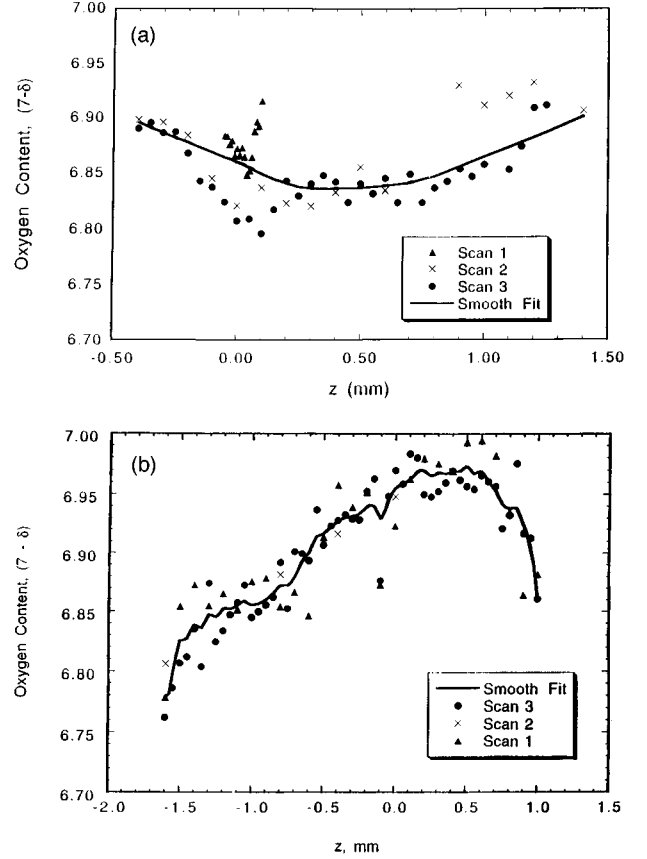 7.00
(a)
6.95
6.90
6.85
6.80
6.75
6.70
Oxygen Content, (7-δ)
Scan 1
Scan 2
Scan 3
Smooth Fit
-0.50 0.00 0.50 1.00 1.50
z (mm)
7.00
(b)
6.95
6.90
6.85
6.80
6.75
6.70
Oxygen Content, (7 - δ)
Smooth Fit
Scan 3
Scan 2
Scan 1
-2.0 -1.5 -1.0 -0.5 0.0 0.5 1.0 1.5
z, mm